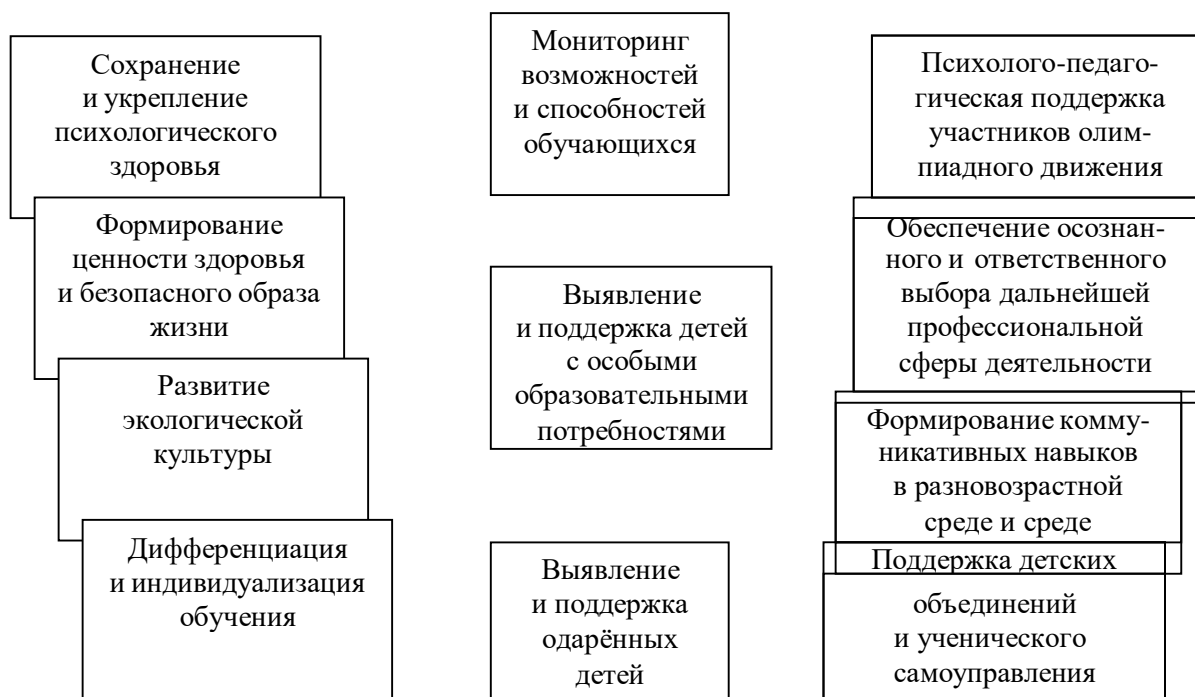 Сохранение
и укрепление
психологического
здоровья
Формирование
ценности здоровья
и безопасного образа
жизни
Развитие
экологической
культуры
Дифференциация
и индивидуализация
обучения
Мониторинг
возможностей
и способностей
обучающихся
Выявление
и поддержка детей
с особыми
образовательными
потребностями
Выявление
и поддержка
одарённых
детей
Психолого-педаго-
гическая поддержка
участников олим-
пиадного движения
Обеспечение осознан-
ного и ответственного
выбора дальнейшей
профессиональной
сферы деятельности
Формирование комму-
никативных навыков
в разновозрастной
среде и среде
Поддержка детских
объединений
и ученического
самоуправления